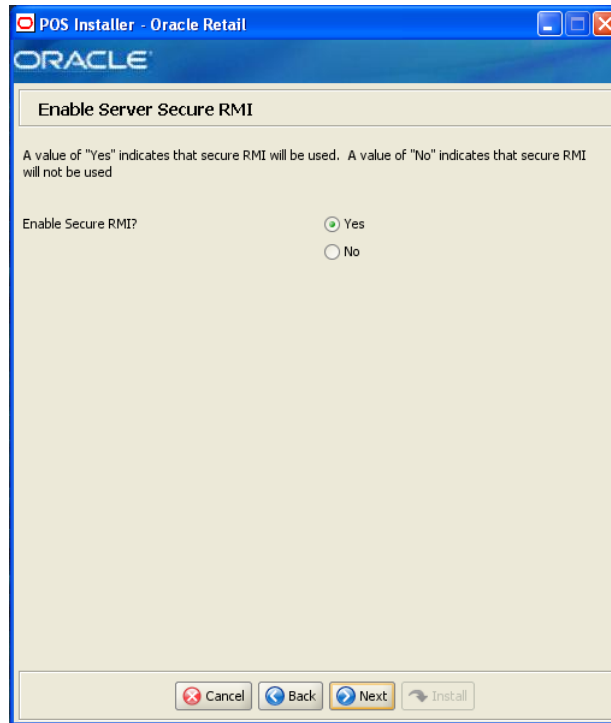 POS Installer - Oracle Retail
ORACLE
Enable Server Secure RMI
A value of "Yes" indicates that secure RMI will be used. A value of "No" indicates that secure RMI
will not be used
Enable Secure RMI?
Yes
No
Cancel
Back
Next
Install